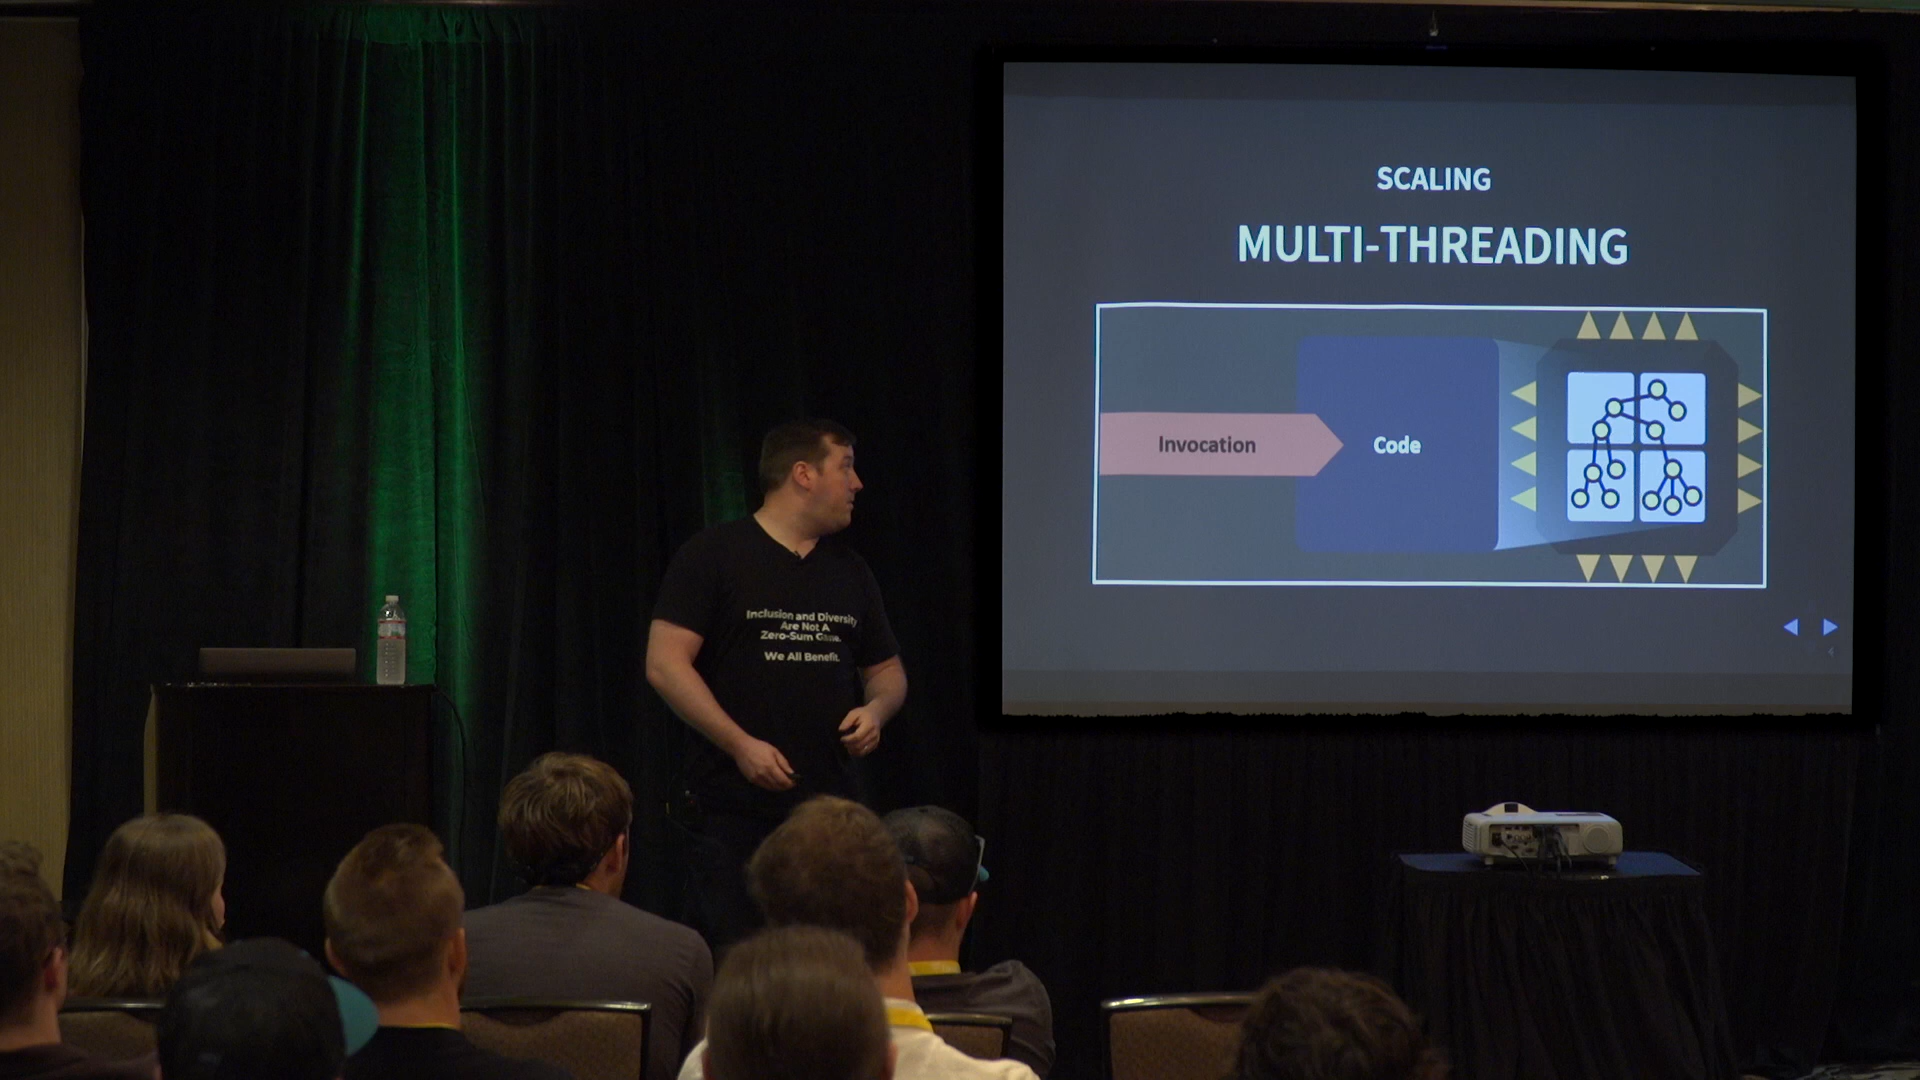 SCALING
MULTI-THREADING
Invocation
Code
Inclusion and Diversity
Are Not A
Zero-Sum Game.
We All Benefit.